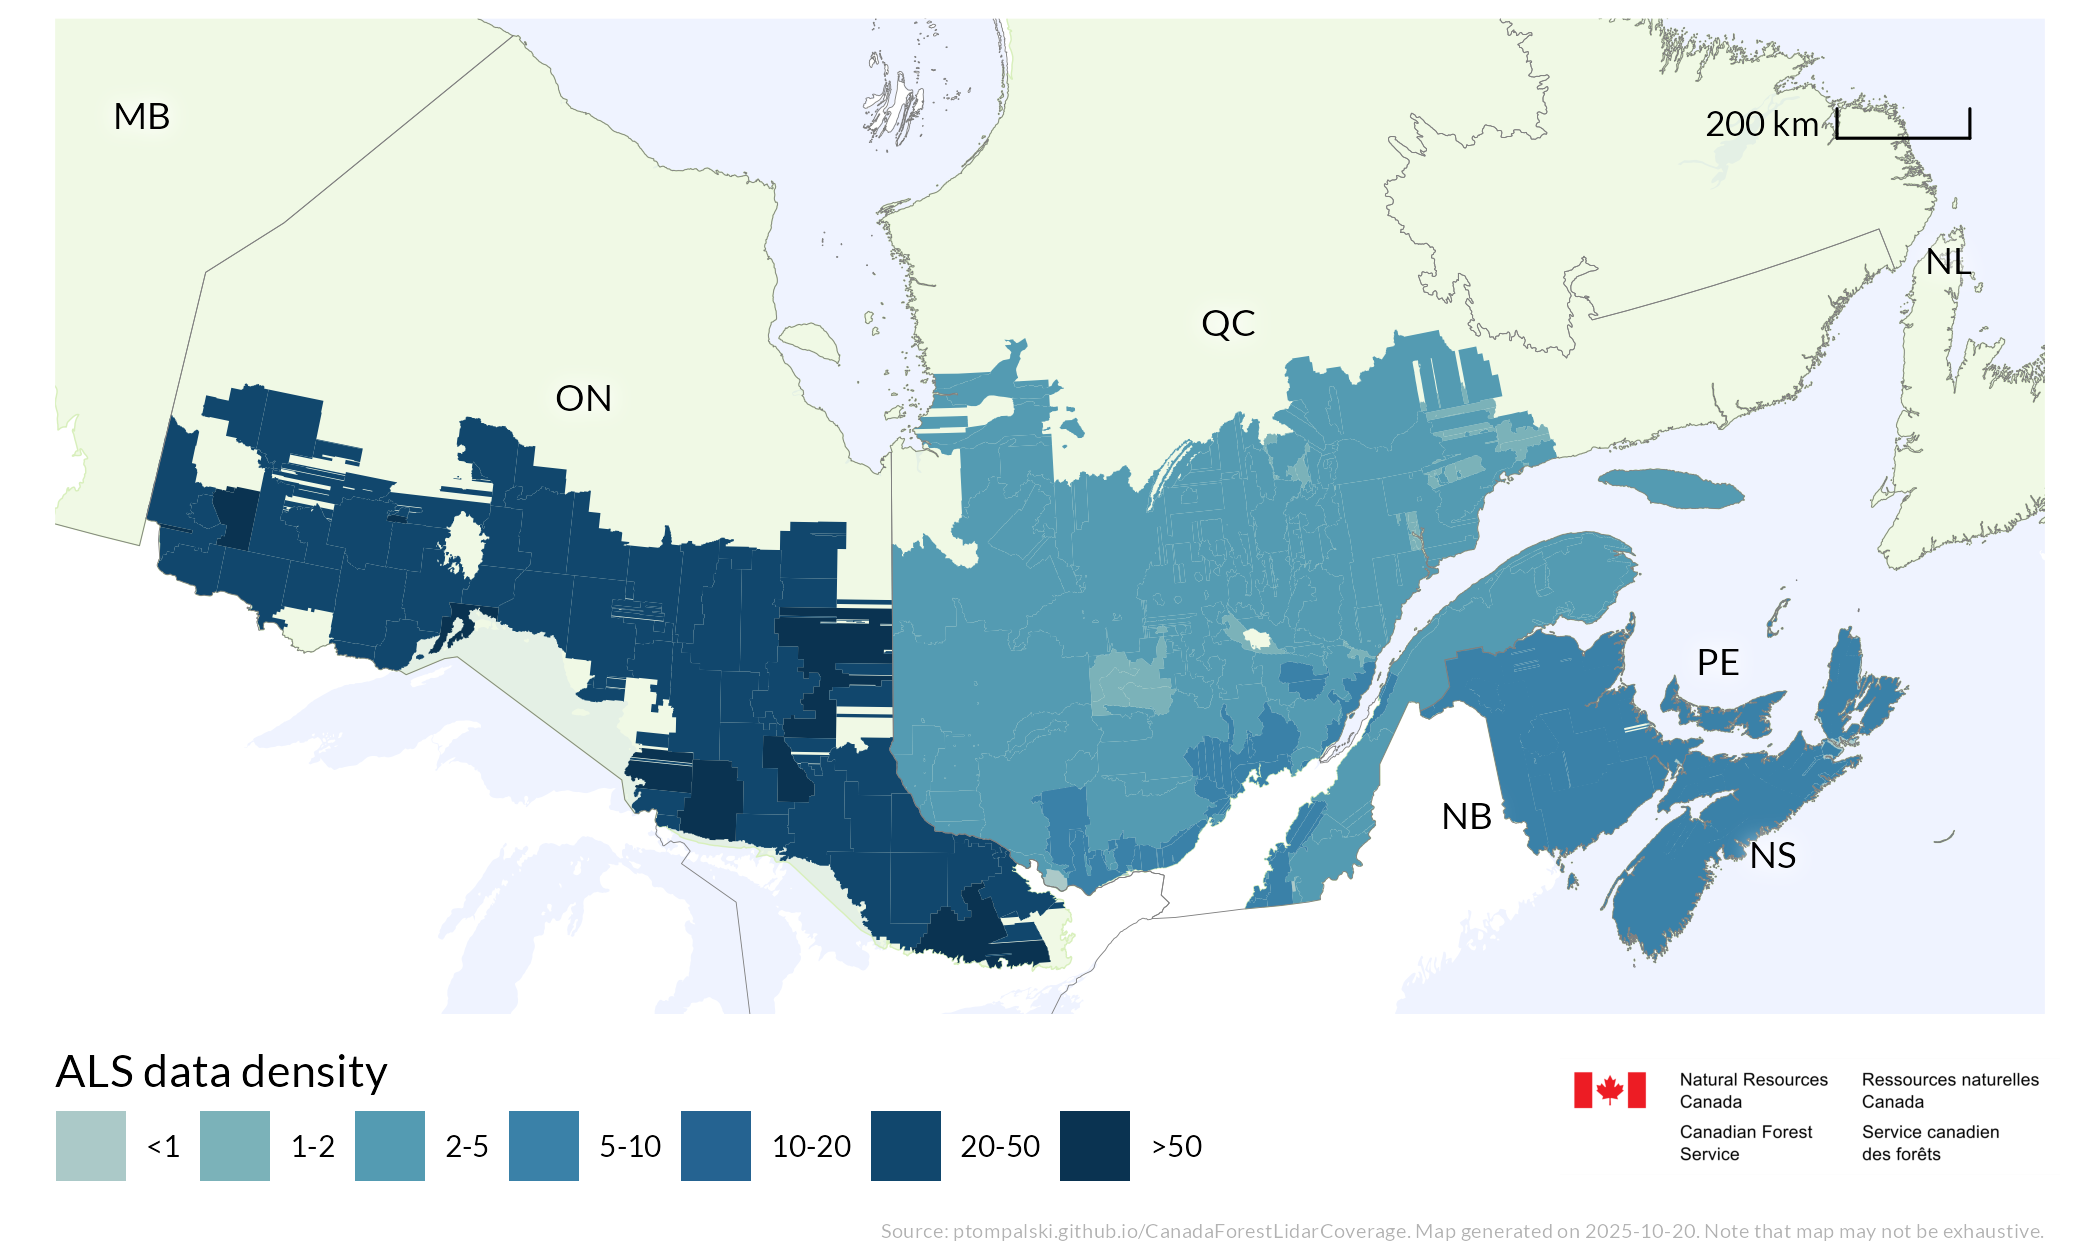 MB
200 km
NL
QC
ON
PE
NB
NS
ALS data density
<1 1-2 2-5 5-10 10-20 20-50 >50
Natural Resources
Canada
Canadian Forest
Service
Ressources naturelles
Canada
Service canadien
des forêts
Source: ptompalski.github.io/CanadaForestLidarCoverage. Map generated on 2025-10-20. Note that map may not be exhaustive.